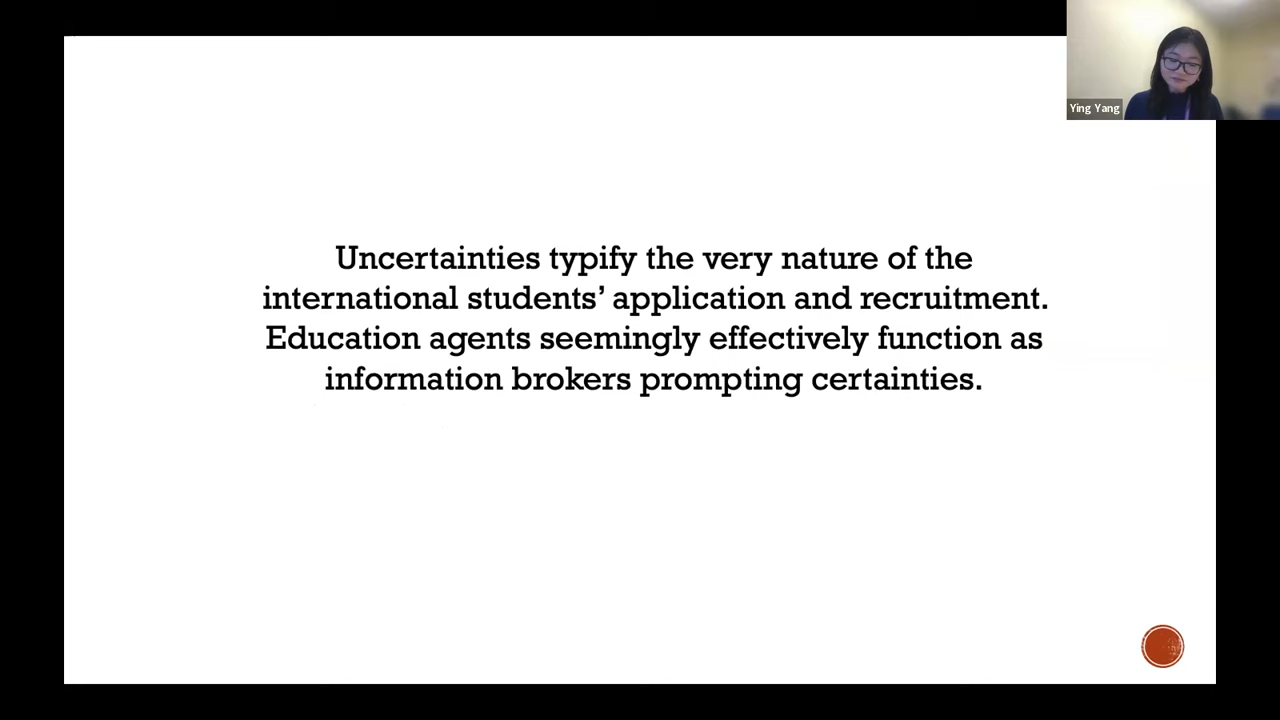 Ying Yang
Uncertainties typify the very nature of the
international students’ application and recruitment.
Education agents seemingly effectively function as
information brokers prompting certainties.